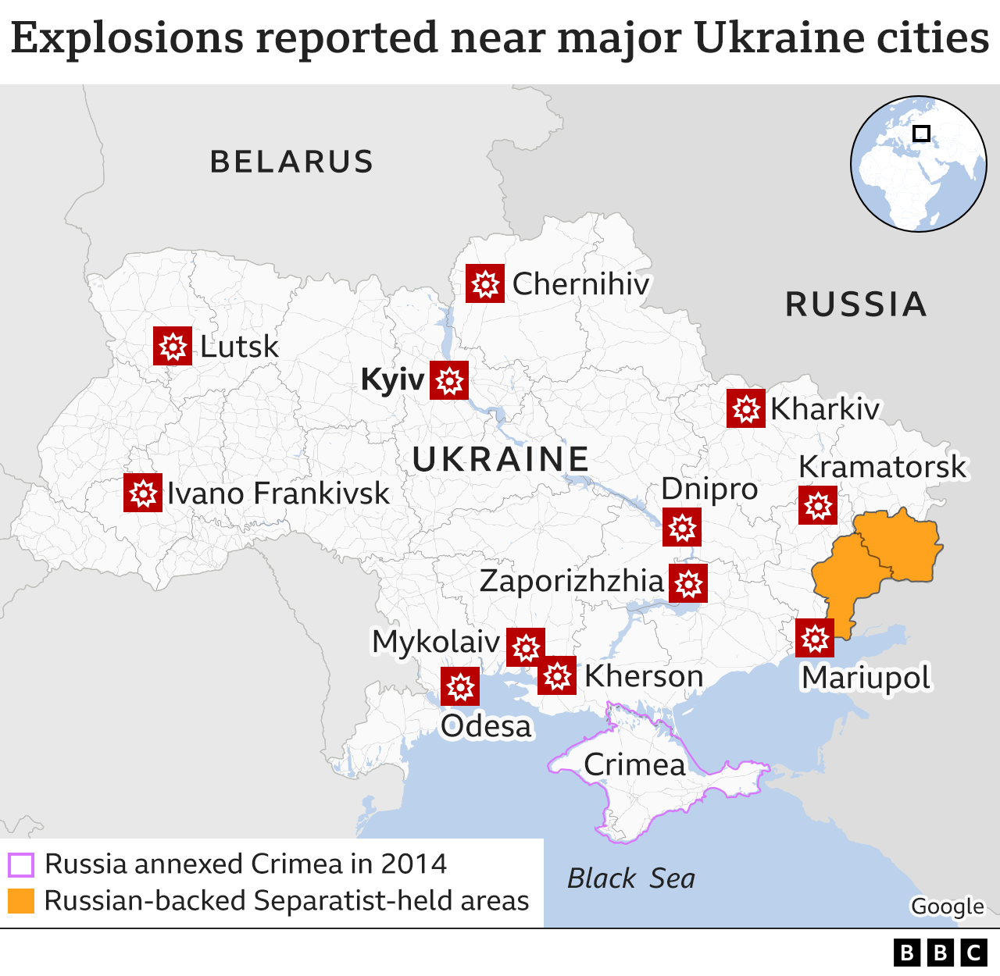 Explosions reported near major Ukraine cities
BELARUS
RUSSIA
Chernihiv
Lutsk
Kyiv
Kharkiv
UKRAINE
Kramatorsk
Dnipro
Ivano Frankivsk
Zaporizhzhia
Mykolaiv
Kherson
Mariupol
Odesa
Crimea
Russia annexed Crimea in 2014
Black Sea
Russian-backed Separatist-held areas
Google
BBC